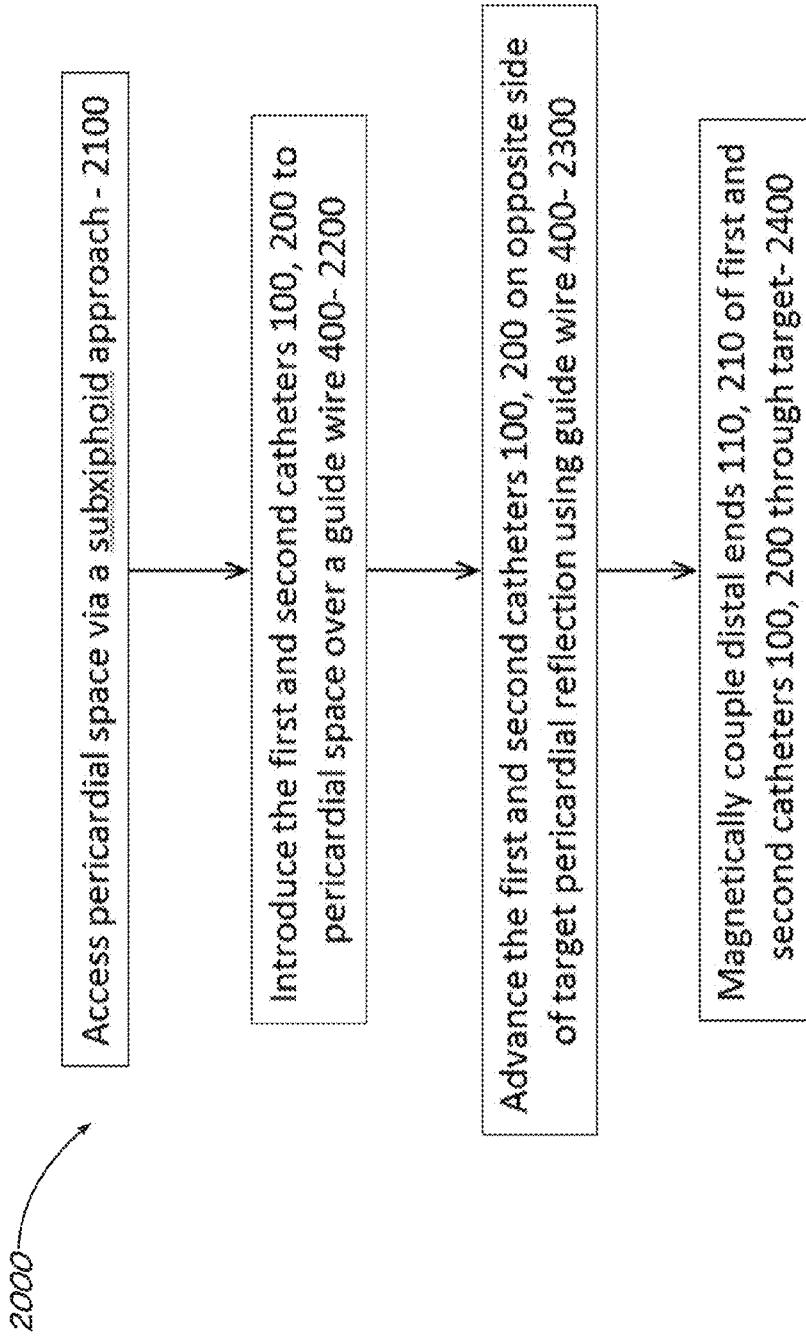 2000
Access pericardial space via a subxiphoid approach - 2100
Introduce the first and second catheters 100, 200 to
pericardial space over a guide wire 400- 2200
Advance the first and second catheters 100, 200 on opposite side
of target pericardial reflection using guide wire 400- 2300
Magnetically couple distal ends 110, 210 of first and
second catheters 100, 200 through target- 2400